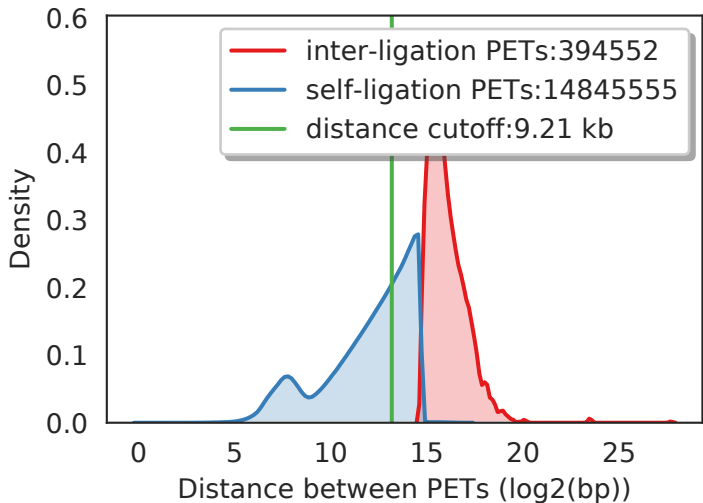 0.6
0.5
0.4
0.3
0.2
0.1
0.0
Density
inter-ligation PETs:394552
self-ligation PETs:14845555
distance cutoff:9.21 kb
0 5 10 15 20 25
Distance between PETs (log2(bp))